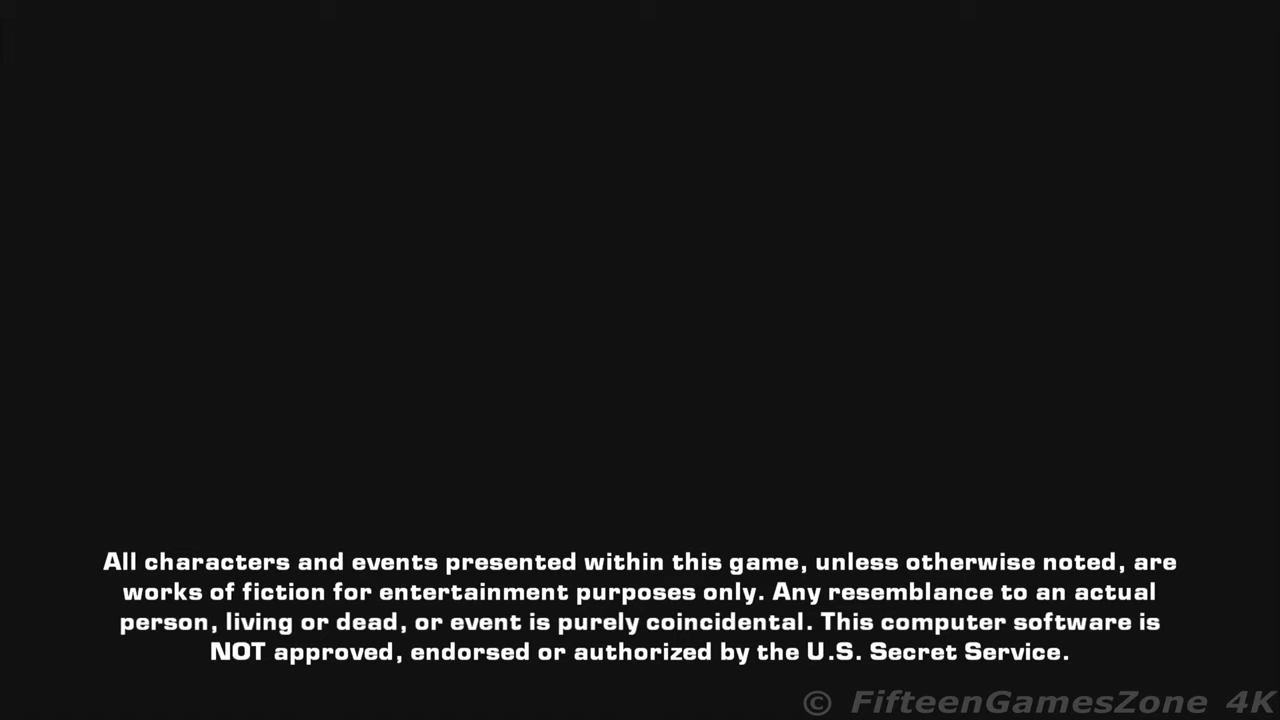 All characters and events presented within this game, unless otherwise noted, are
works of fiction for entertainment purposes only. Any resemblance to an actual
person, living or dead, or event is purely coincidental. This computer software is
NOT approved, endorsed or authorized by the U.S. Secret Service.
© FifteenGamesZone 4K